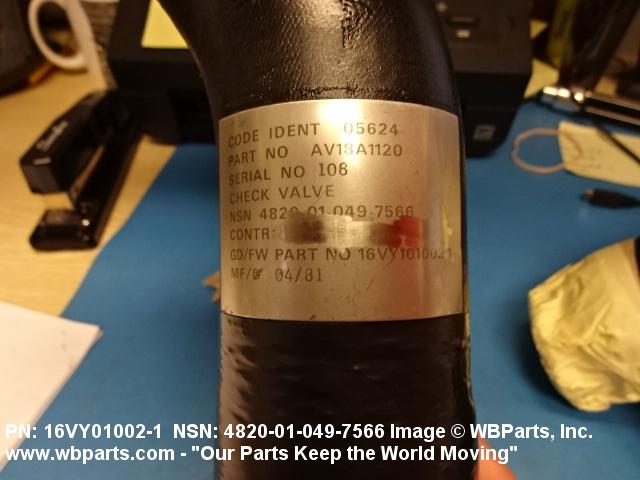 CODE IDENT 05624
PART NO AV18A1120
SERIAL NO 108
CHECK VALVE
NSN 4820-01-049-7566
CONTR:
GD/FW PART NO 16VY1010021
MF/D 04/81
PN: 16VY01002-1 NSN: 4820-01-049-7566 Image © WBParts, Inc.
www.wbparts.com - "Our Parts Keep the World Moving"